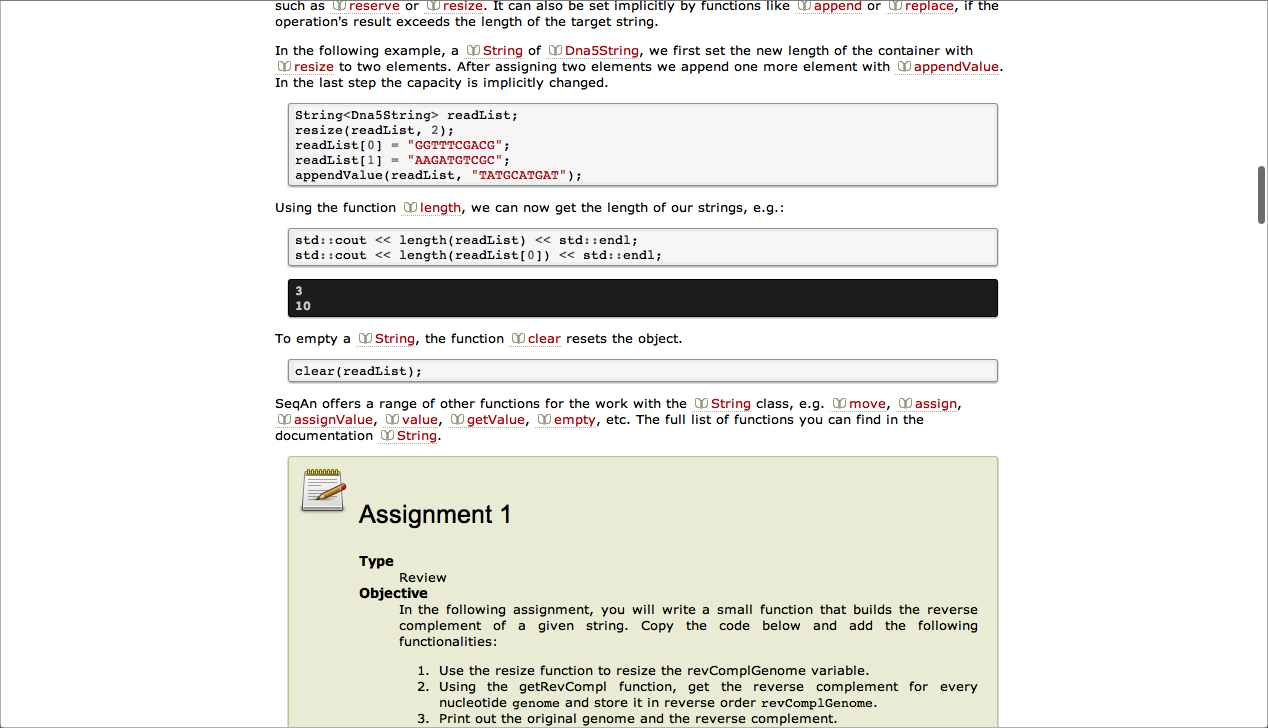 such as reserve or resize. It can also be set implicitly by functions like append or replace, if the
operation's result exceeds the length of the target string.
In the following example, a String of Dna5String, we first set the new length of the container with
resize to two elements. After assigning two elements we append one more element with appendValue.
In the last step the capacity is implicitly changed.
String<Dna5String> readList;
resize(readList, 2);
readList[0] = "GGTTTCGACG";
readList[1] = "AAGATGTCGC";
appendValue(readList, "TATGCATGAT");
Using the function length, we can now get the length of our strings, e.g.:
std::cout << length(readList) << std::endl;
std::cout << length(readList[0]) << std::endl;
3
10
To empty a String, the function clear resets the object.
clear(readList);
SeqAn offers a range of other functions for the work with the String class, e.g. move, assign,
assignValue, value, getValue, empty, etc. The full list of functions you can find in the
documentation String.
Assignment 1
Type
Review
Objective
In the following assignment, you will write a small function that builds the reverse
complement of a given string. Copy the code below and add the following
functionalities:
1. Use the resize function to resize the revComplGenome variable.
2. Using the getRevCompl function, get the reverse complement for every
nucleotide genome and store it in reverse order revComplGenome.
3. Print out the original genome and the reverse complement.